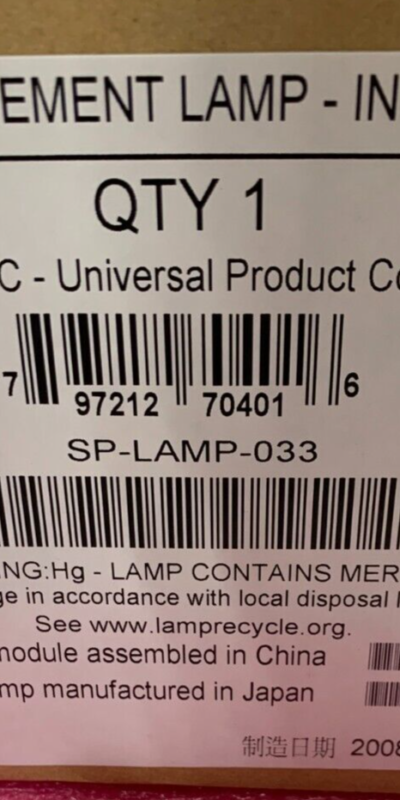 EMENT LAMP - IN
QTY 1
C - Universal Product Co
7 97212 70401 6
SP-LAMP-033
NG:Hg - LAMP CONTAINS MER
ge in accordance with local disposal
See www.lamprecycle.org.
module assembled in China
mp manufactured in Japan
制造日期 2008